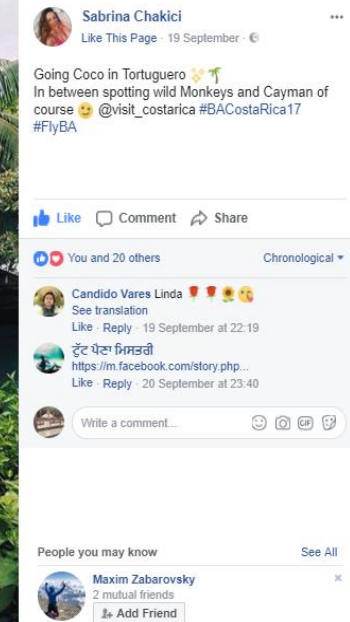 Sabrina Chakici
Like This Page · 19 September ·
Going Coco in Tortuguero ✨🌴
In between spotting wild Monkeys and Cayman of
course 😉 @visit_costarica #BACostaRica17
#FlyBA
Like Comment Share
You and 20 others Chronological
Candido Vares Linda 🌹🌹🌻😘
See translation
Like · Reply · 19 September at 22:19
ਟੁੱਟ ਪੈਣਾ ਮਿਸਤਰੀ
https://m.facebook.com/story.php...
Like · Reply · 20 September at 23:40
Write a comment... GIF
People you may know See All
Maxim Zabarovsky
2 mutual friends
Add Friend